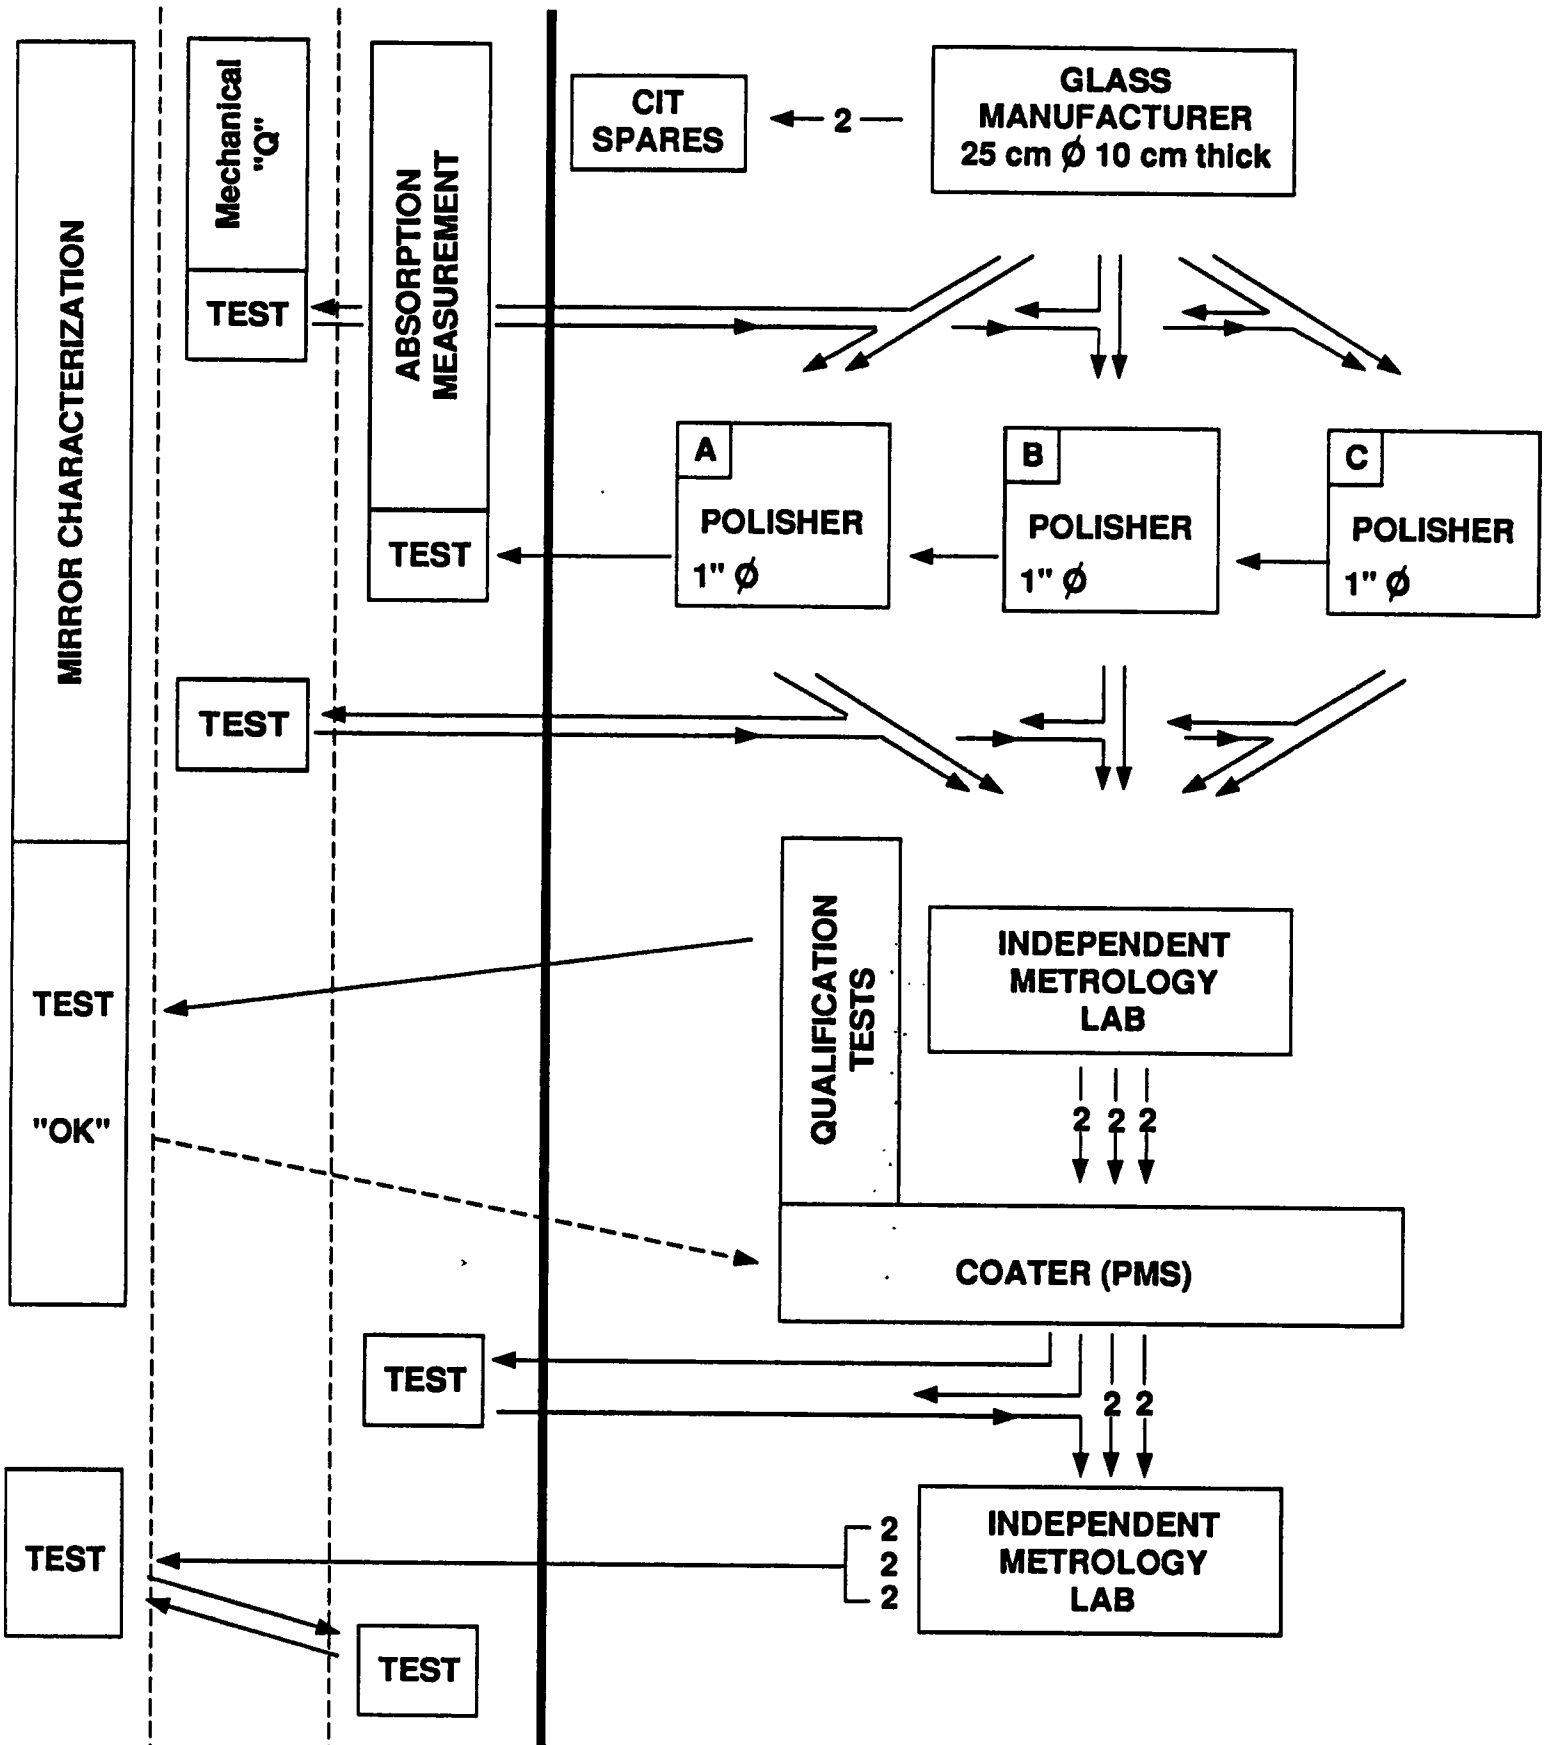 MIRROR CHARACTERIZATION
TEST
"OK"
TEST
Mechanical
"Q"
TEST
TEST
ABSORPTION
MEASUREMENT
TEST
TEST
TEST
CIT
SPARES
2
GLASS
MANUFACTURER
25 cm Ø 10 cm thick
A
POLISHER
1" Ø
B
POLISHER
1" Ø
C
POLISHER
1" Ø
QUALIFICATION
TESTS
INDEPENDENT
METROLOGY
LAB
2 2 2
COATER (PMS)
2 2
2
2
2
INDEPENDENT
METROLOGY
LAB